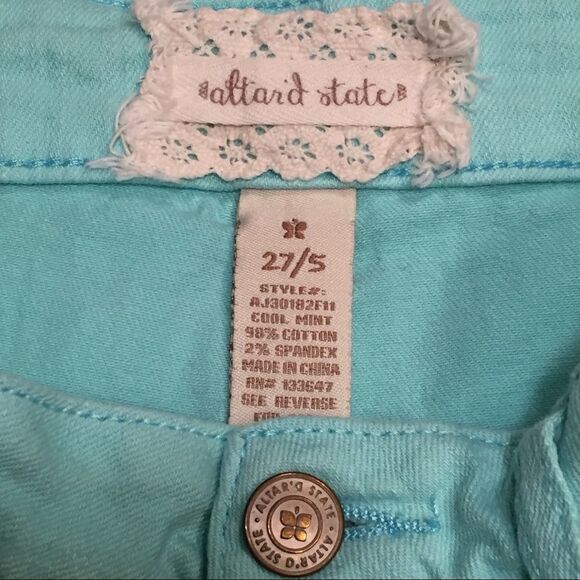 altar'd state
27/5
STYLE#:
AJ30182F11
COOL MINT
98% COTTON
2% SPANDEX
MADE IN CHINA
RN# 133647
SEE REVERSE
ALTAR'D STATE • ALTAR'D STATE •